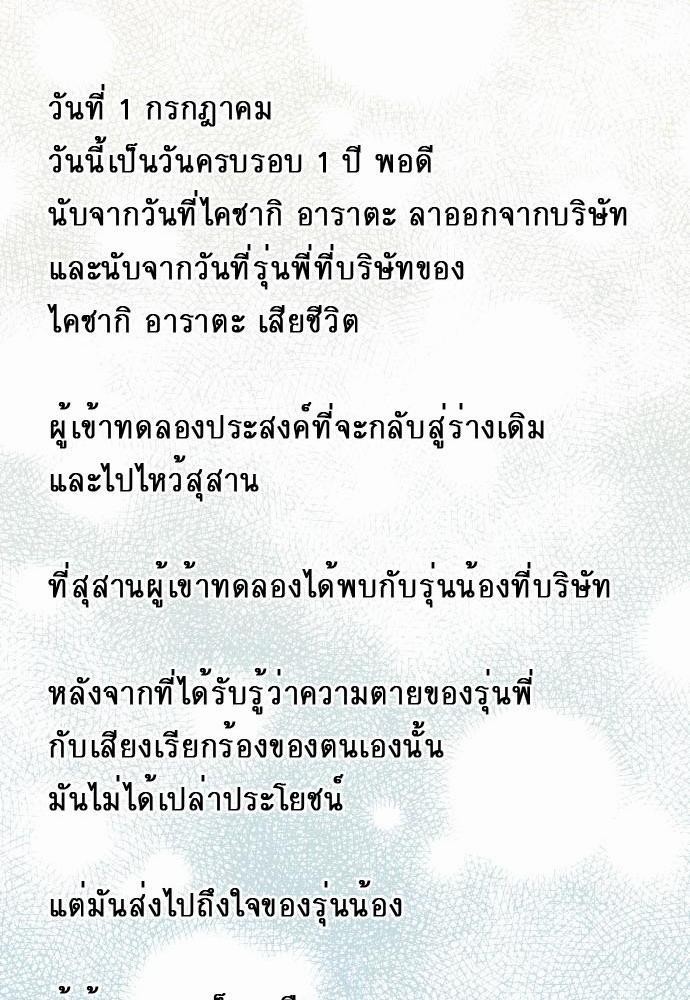 วันที่ 1 กรกฎาคม
วันนี้เป็นวันครบรอบ 1 ปี พอดี
นับจากวันที่ไคซากิ อาราตะ ลาออกจากบริษัท
และนับจากวันที่รุ่นพี่ที่บริษัทของ
ไคซากิ อาราตะ เสียชีวิต
ผู้เข้าทดลองประสงค์ที่จะกลับสู่ร่างเดิม
และไปไหว้สุสาน
ที่สุสานผู้เข้าทดลองได้พบกับรุ่นน้องที่บริษัท
หลังจากที่ได้รับรู้ว่าความตายของรุ่นพี่
กับเสียงเรียกร้องของตนเองนั้น
มันไม่ได้เปล่าประโยชน์
แต่มันส่งไปถึงใจของรุ่นน้อง